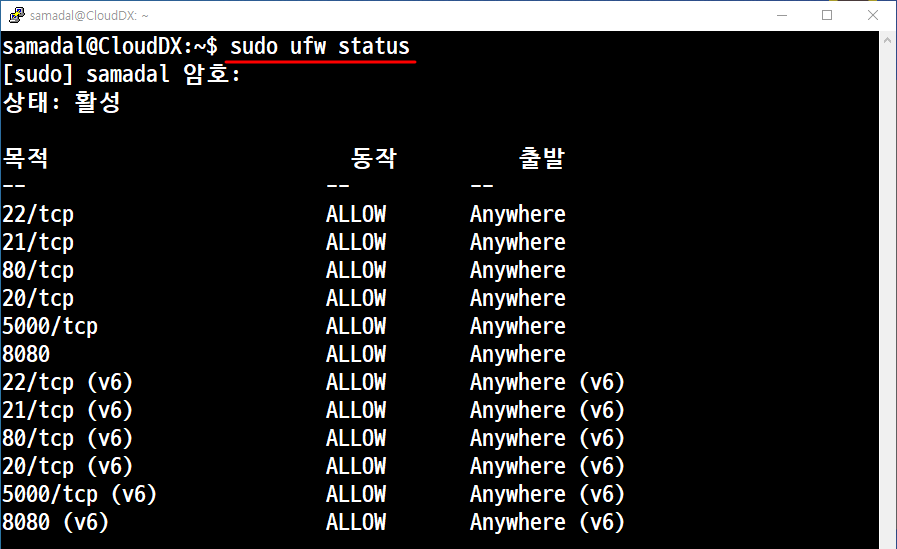 samadal@CloudDX: ~
samadal@CloudDX:~$ sudo ufw status
[sudo] samadal 암호:
상태: 활성
목적 동작 출발
-- -- --
22/tcp ALLOW Anywhere
21/tcp ALLOW Anywhere
80/tcp ALLOW Anywhere
20/tcp ALLOW Anywhere
5000/tcp ALLOW Anywhere
8080 ALLOW Anywhere
22/tcp (v6) ALLOW Anywhere (v6)
21/tcp (v6) ALLOW Anywhere (v6)
80/tcp (v6) ALLOW Anywhere (v6)
20/tcp (v6) ALLOW Anywhere (v6)
5000/tcp (v6) ALLOW Anywhere (v6)
8080 (v6) ALLOW Anywhere (v6)